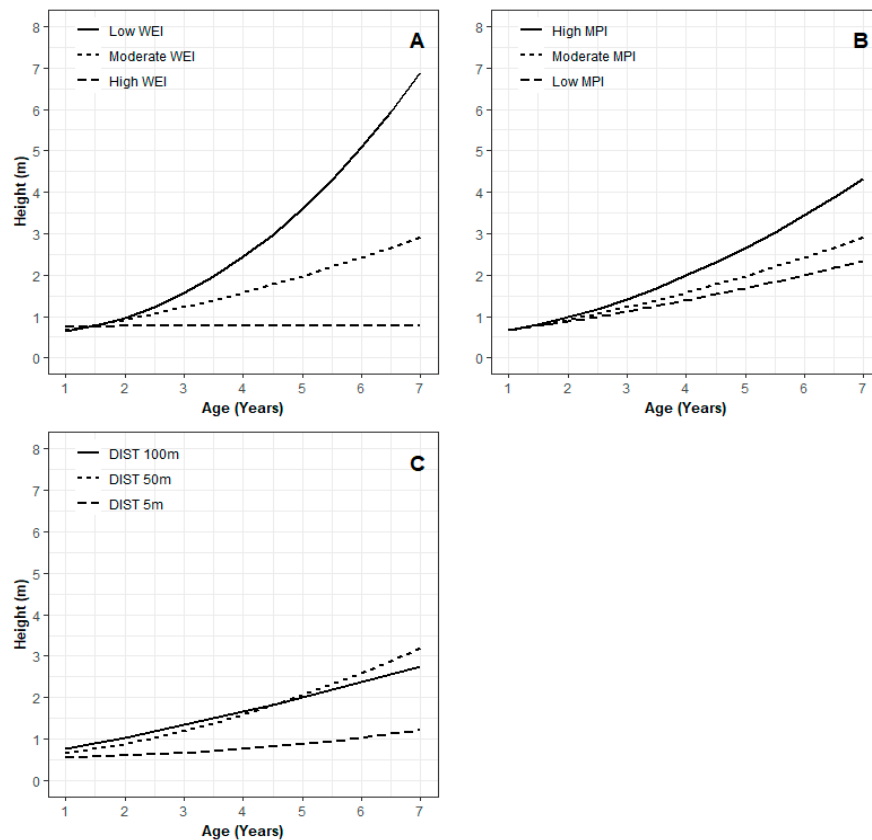 Low WEI
Moderate WEI
High WEI
A
8
7
6
5
4
3
2
1
0
Height (m)
1 2 3 4 5 6 7
Age (Years)
High MPI
Moderate MPI
Low MPI
B
8
7
6
5
4
3
2
1
0
Height (m)
1 2 3 4 5 6 7
Age (Years)
DIST 100m
DIST 50m
DIST 5m
C
8
7
6
5
4
3
2
1
0
Height (m)
1 2 3 4 5 6 7
Age (Years)